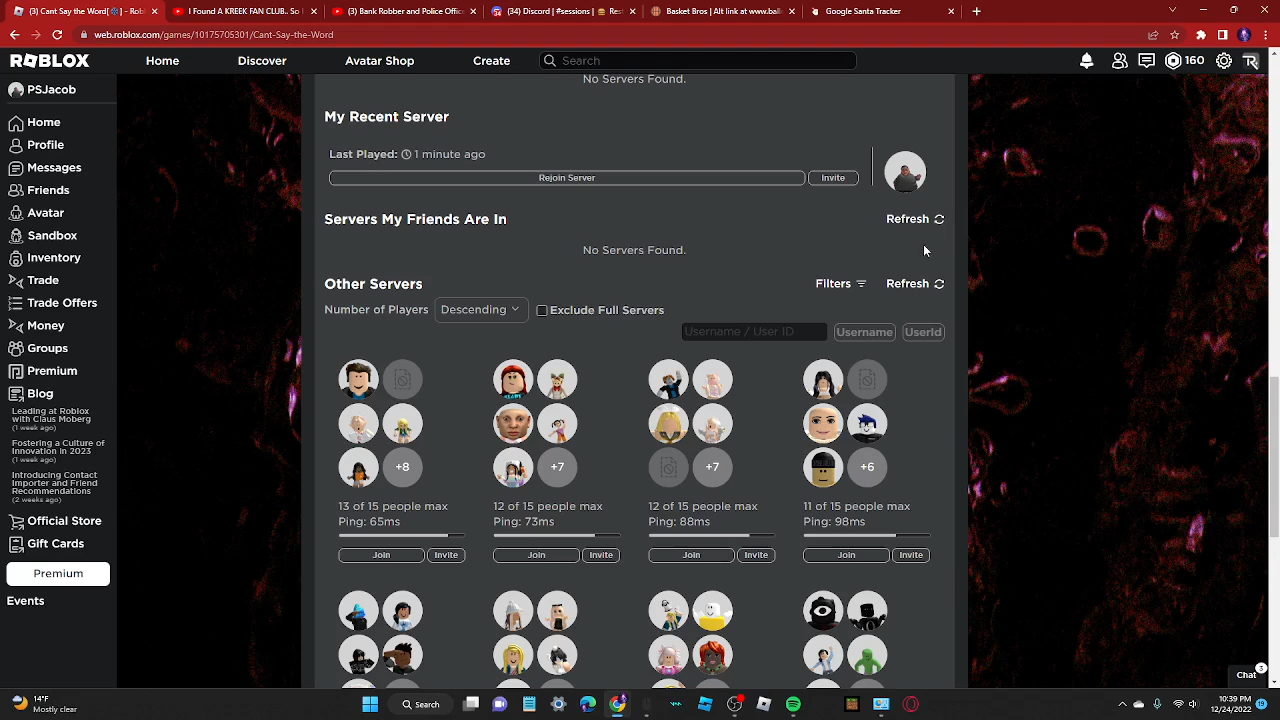 (3) Cant Say the Word[❄] - Rob
I Found A KREEK FAN CLUB.. So I
(3) Bank Robber and Police Office
(34) Discord | #sessions | 🍔 Rest
Basket Bros | Alt link at www.ball
Google Santa Tracker
web.roblox.com/games/10175705301/Cant-Say-the-Word
ROBLOX Home Discover Avatar Shop Create Search 160
PSJacob
Home
Profile
Messages
Friends
Avatar
Sandbox
Inventory
Trade
Trade Offers
Money
Groups
Premium
Blog
Leading at Roblox
with Claus Moberg
(1 week ago)
Fostering a Culture of
Innovation in 2023
(1 week ago)
Introducing Contact
Importer and Friend
Recommendations
(2 weeks ago)
Official Store
Gift Cards
Premium
Events
No Servers Found.
My Recent Server
Last Played: 1 minute ago
Rejoin Server Invite
Servers My Friends Are In Refresh
No Servers Found.
Other Servers Filters Refresh
Number of Players Descending Exclude Full Servers
Username / User ID Username UserId
+8 +7 +7 +6
13 of 15 people max 12 of 15 people max 12 of 15 people max 11 of 15 people max
Ping: 65ms Ping: 73ms Ping: 88ms Ping: 98ms
Join Invite Join Invite Join Invite Join Invite
Chat 3
14°F
Mostly clear
Search
10:39 PM
12/24/2022
19